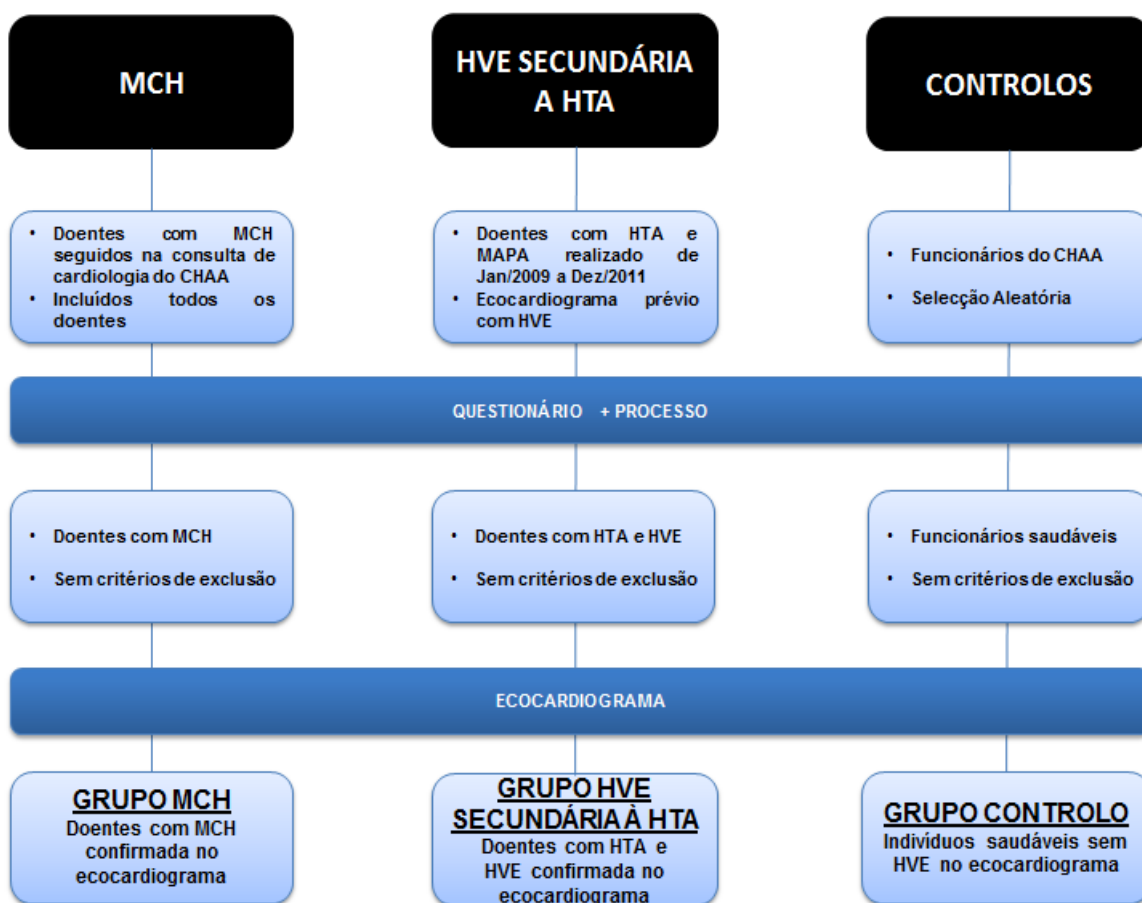 MCH
HVE SECUNDÁRIA
A HTA
CONTROLOS
• Doentes com MCH
seguidos na consulta de
cardiologia do CHAA
• Incluídos todos os
doentes
• Doentes com HTA e
MAPA realizado de
Jan/2009 a Dez/2011
• Ecocardiograma prévio
com HVE
• Funcionários do CHAA
• Selecção Aleatória
QUESTIONÁRIO + PROCESSO
• Doentes com MCH
• Sem critérios de exclusão
• Doentes com HTA e HVE
• Sem critérios de exclusão
• Funcionários saudáveis
• Sem critérios de exclusão
ECOCARDIOGRAMA
GRUPO MCH
Doentes com MCH
confirmada no
ecocardiograma
GRUPO HVE
SECUNDÁRIA À HTA
Doentes com HTA e
HVE confirmada no
ecocardiograma
GRUPO CONTROLO
Indivíduos saudáveis sem
HVE no ecocardiograma